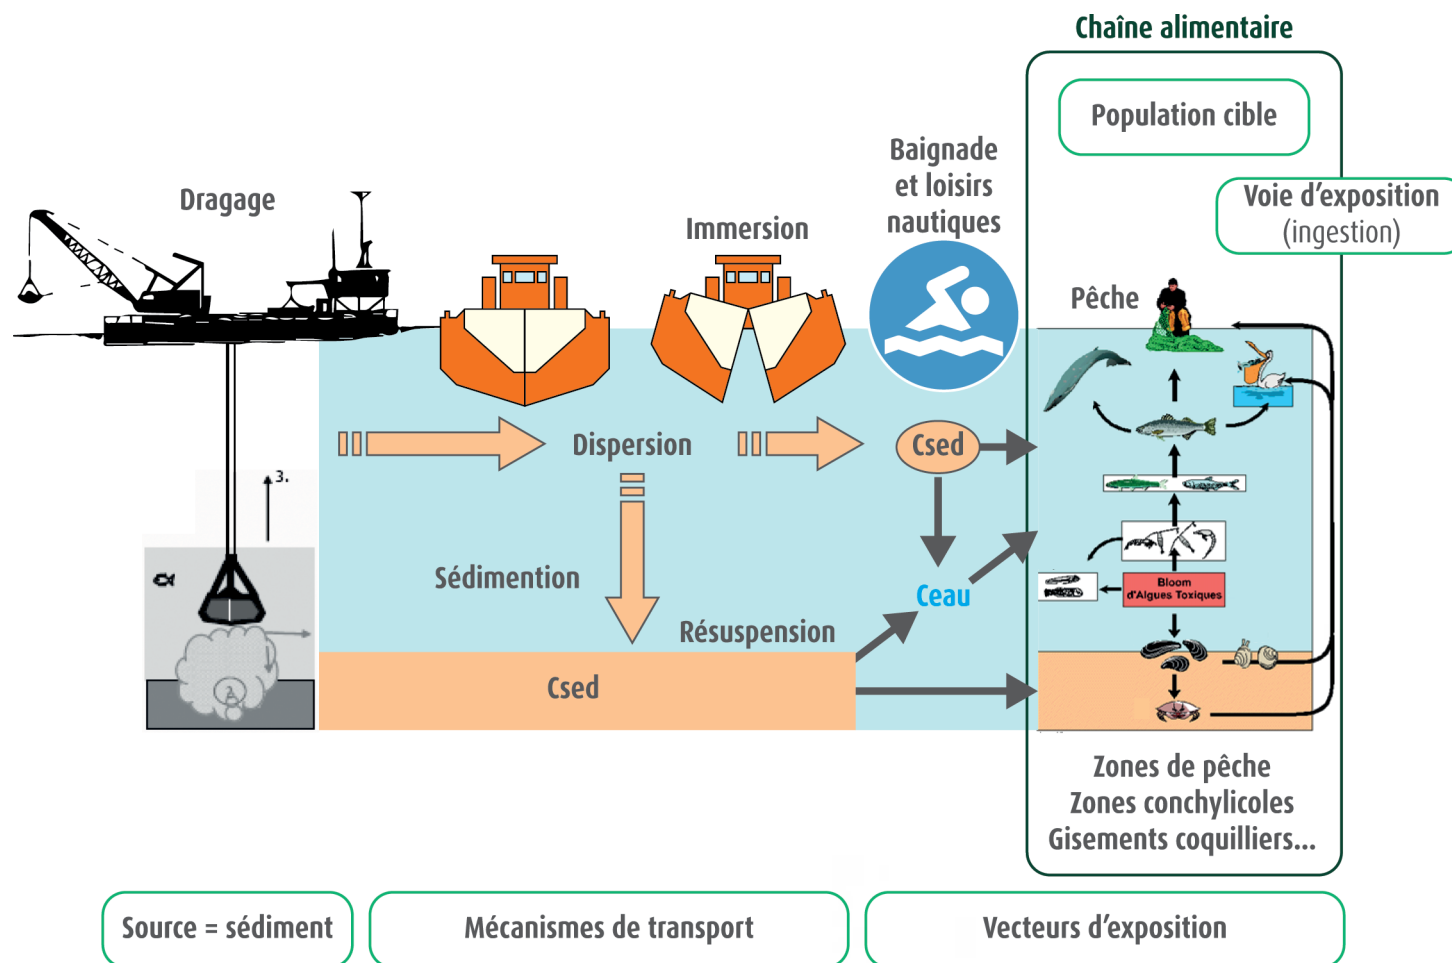 Chaîne alimentaire
Population cible
Voie d'exposition
(ingestion)
Baignade
et loisirs
nautiques
Dragage
Immersion
Pêche
Dispersion
Csed
3.
Sédimention
Ceau
Bloom
d'Algues Toxiques
Résuspension
Csed
Zones de pêche
Zones conchylicoles
Gisements coquilliers...
Source = sédiment
Mécanismes de transport
Vecteurs d'exposition